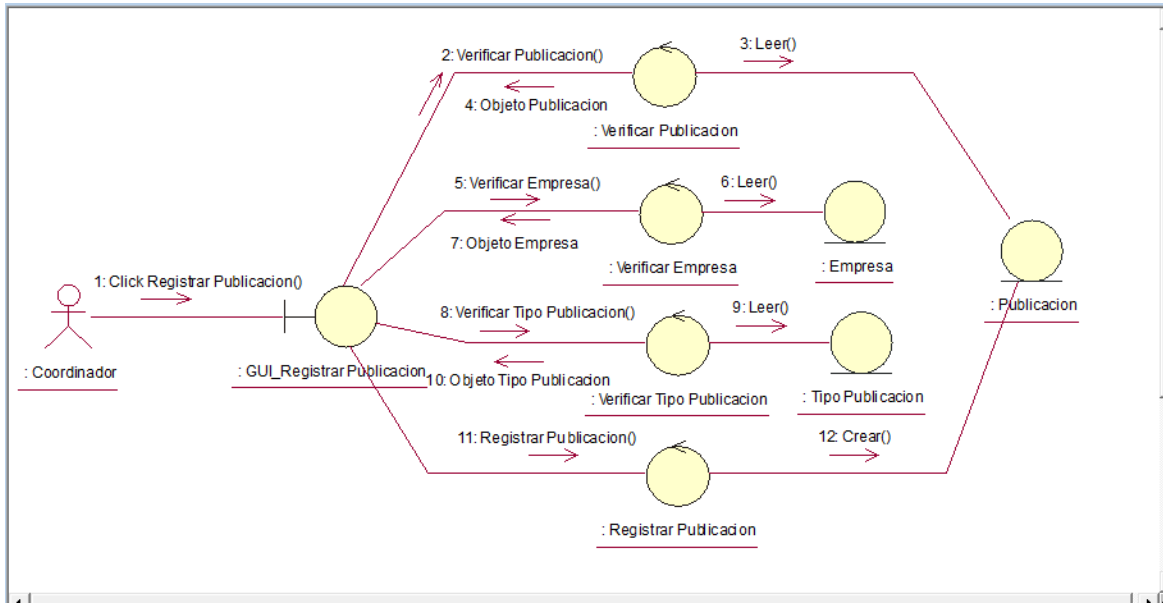 2: Verificar Publicacion()
3: Leer()
4: Objeto Publicacion
: Verificar Publicacion
5: Verificar Empresa()
6: Leer()
7: Objeto Empresa
: Verificar Empresa
: Empresa
1: Click Registrar Publicacion()
: Publicacion
8: Verificar Tipo Publicacion()
9: Leer()
: Coordinador
: GUI_Registrar Publicacion
10: Objeto Tipo Publicacion
: Verificar Tipo Publicacion
: Tipo Publicacion
11: Registrar Publicacion()
12: Crear()
: Registrar Publicacion